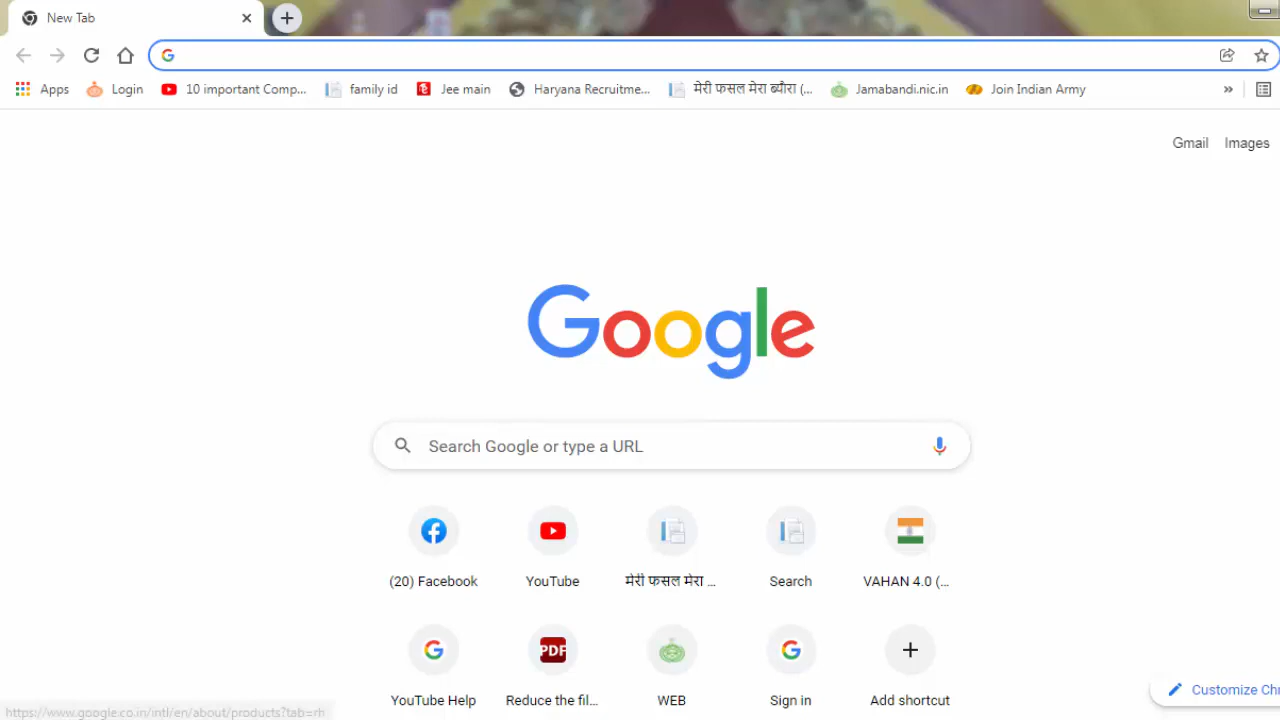 New Tab
Apps Login 10 important Comp... family id Jee main Haryana Recruitme... मेरी फसल मेरा ब्यौरा (... Jamabandi.nic.in Join Indian Army »
Gmail Images
Google
Search Google or type a URL
(20) Facebook YouTube मेरी फसल मेरा ... Search VAHAN 4.0 (...
PDF
YouTube Help Reduce the fil... WEB Sign in Add shortcut
Customize Chr
https://www.google.co.in/intl/en/about/products?tab=rh